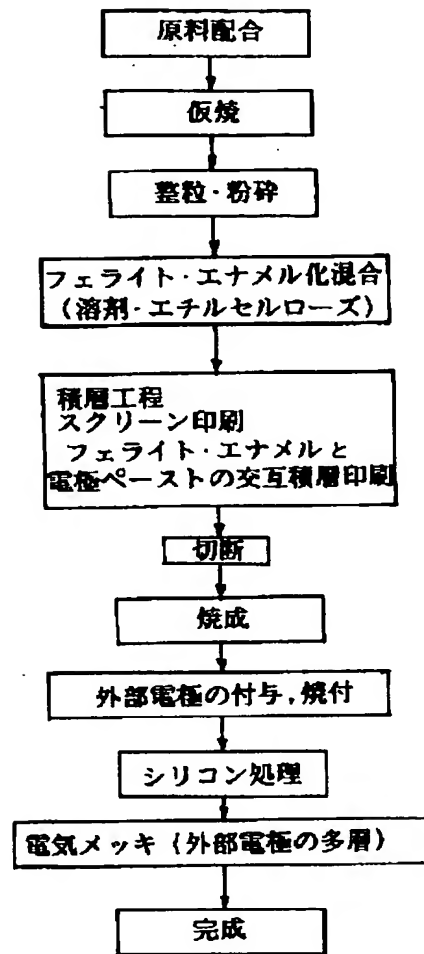 原料配合
仮焼
整粒・粉砕
フェライト・エナメル化混合
(溶剤・エチルセルローズ)
積層工程
スクリーン印刷
フェライト・エナメルと
電極ペーストの交互積層印刷
切断
焼成
外部電極の付与,焼付
シリコン処理
電気メッキ(外部電極の多層)
完成